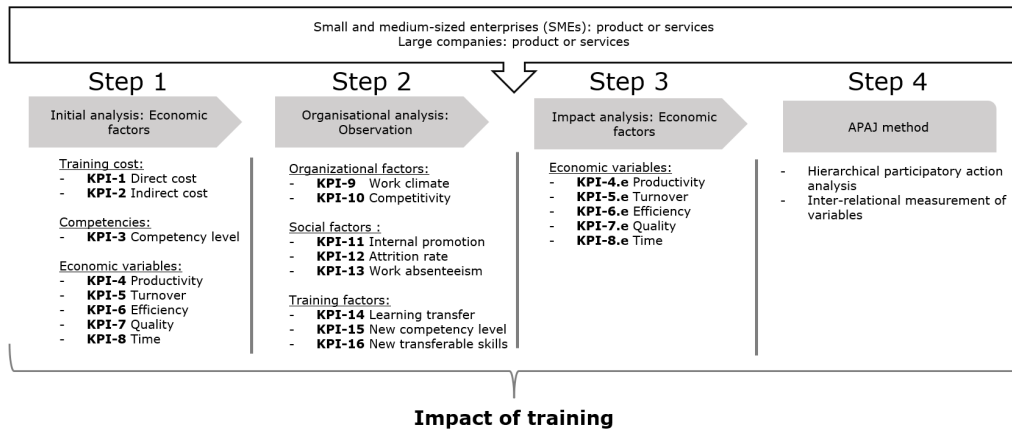 Small and medium-sized enterprises (SMEs): product or services
Large companies: product or services
Step 1
Initial analysis: Economic
factors
Training cost:
- KPI-1 Direct cost
- KPI-2 Indirect cost
Competencies:
- KPI-3 Competency level
Economic variables:
- KPI-4 Productivity
- KPI-5 Turnover
- KPI-6 Efficiency
- KPI-7 Quality
- KPI-8 Time
Step 2
Organisational analysis:
Observation
Organizational factors:
- KPI-9 Work climate
- KPI-10 Competitivity
Social factors :
- KPI-11 Internal promotion
- KPI-12 Attrition rate
- KPI-13 Work absenteeism
Training factors:
- KPI-14 Learning transfer
- KPI-15 New competency level
- KPI-16 New transferable skills
Step 3
Impact analysis: Economic
factors
Economic variables:
- KPI-4.e Productivity
- KPI-5.e Turnover
- KPI-6.e Efficiency
- KPI-7.e Quality
- KPI-8.e Time
Step 4
APAJ method
- Hierarchical participatory action
analysis
- Inter-relational measurement of
variables
Impact of training